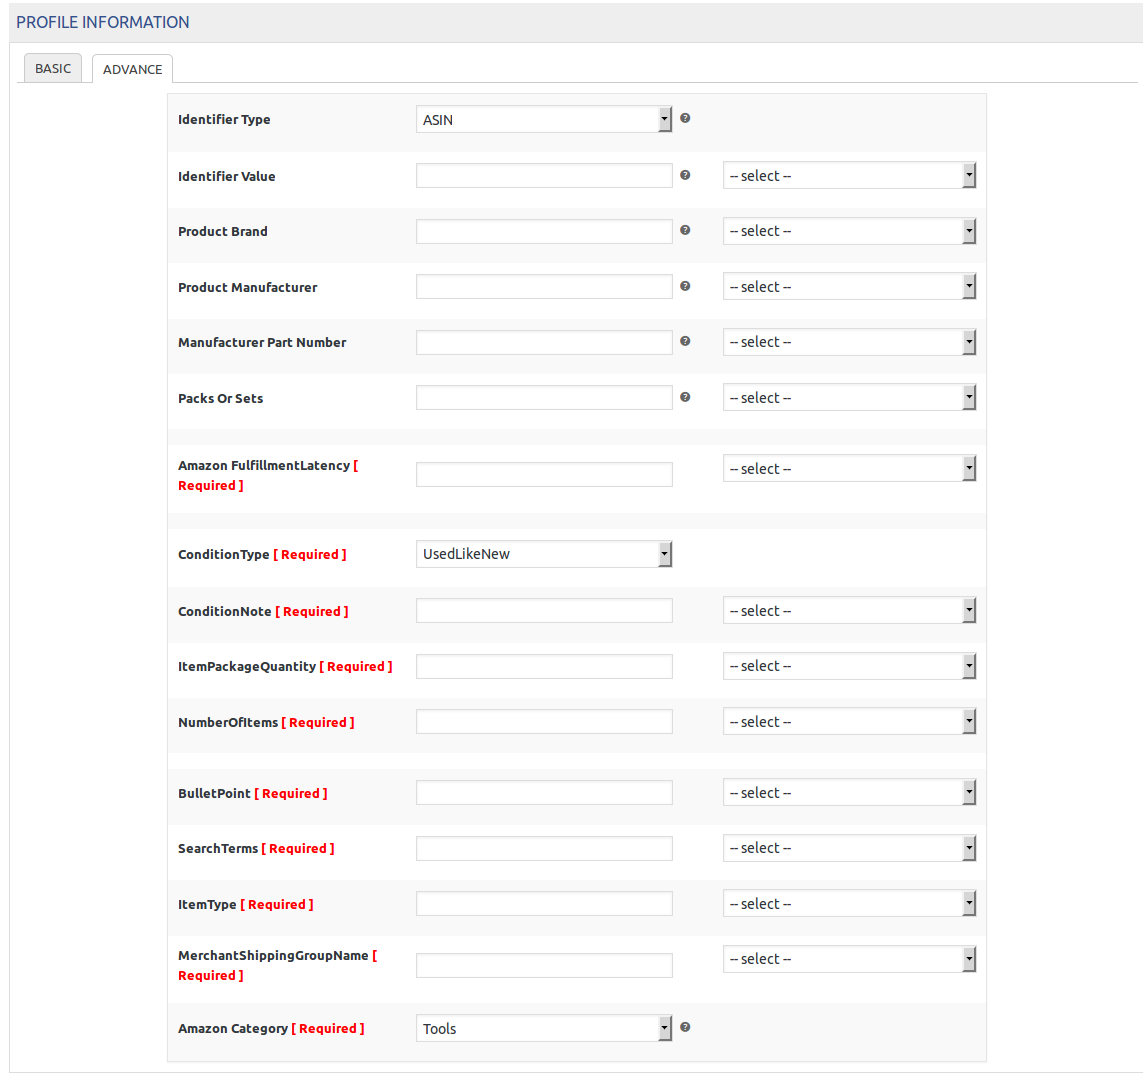 PROFILE INFORMATION
BASIC ADVANCE
Identifier Type ASIN ?
Identifier Value ? -- select --
Product Brand ? -- select --
Product Manufacturer ? -- select --
Manufacturer Part Number ? -- select --
Packs Or Sets ? -- select --
Amazon FulfillmentLatency [
Required ] -- select --
ConditionType [ Required ] UsedLikeNew
ConditionNote [ Required ] -- select --
ItemPackageQuantity [ Required ] -- select --
NumberOfItems [ Required ] -- select --
BulletPoint [ Required ] -- select --
SearchTerms [ Required ] -- select --
ItemType [ Required ] -- select --
MerchantShippingGroupName [
Required ] -- select --
Amazon Category [ Required ] Tools ?